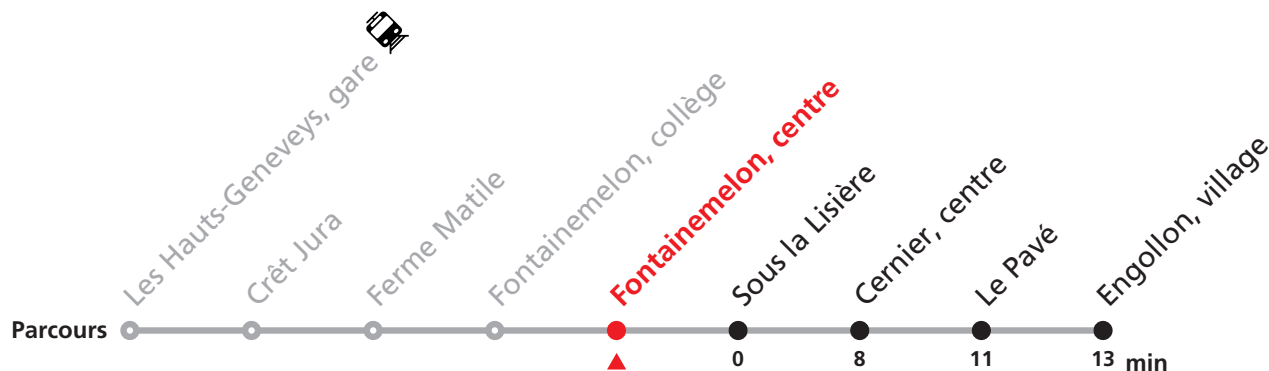 Les Hauts-Geneveys, gare
Crêt Jura
Ferme Matile
Fontainemelon, collège
Fontainemelon, centre
Sous la Lisière
Cernier, centre
Le Pavé
Engollon, village
Parcours
0 8 11 13 min